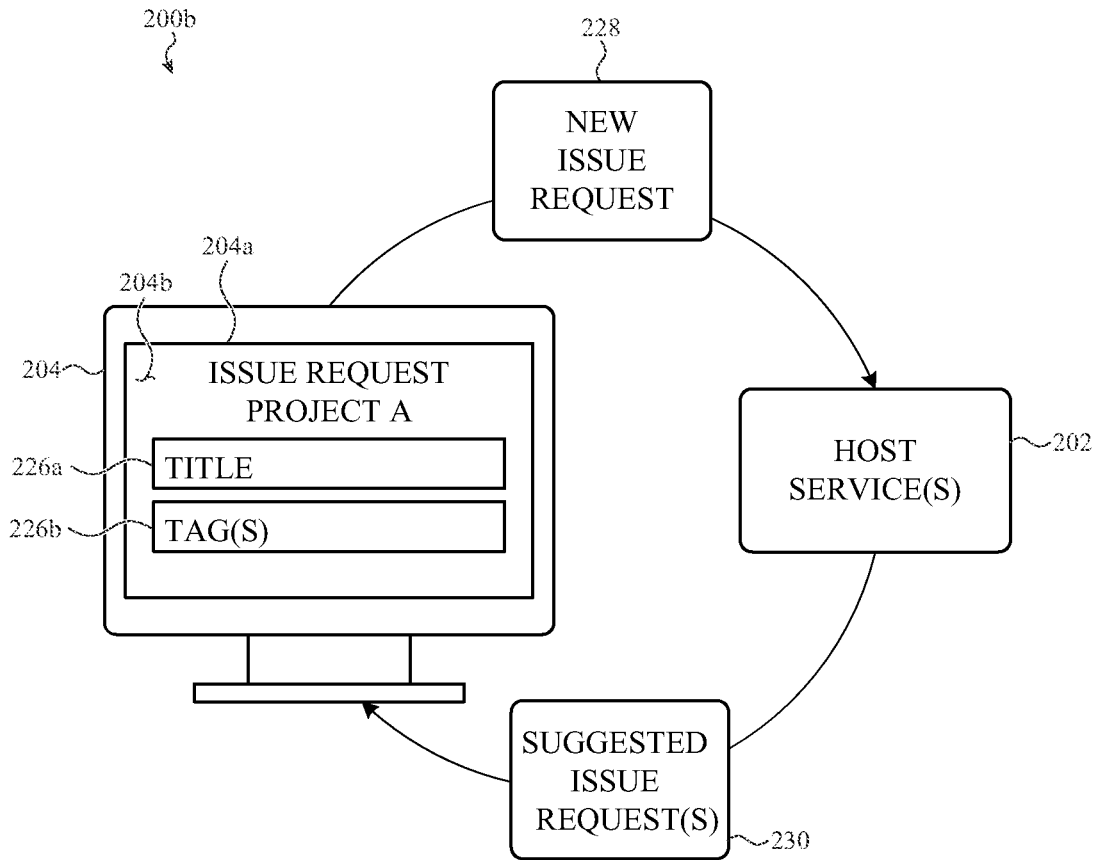 200b
228
NEW
ISSUE
REQUEST
204a
204b
204
ISSUE REQUEST
PROJECT A
226a
TITLE
226b
TAG(S)
HOST
SERVICE(S)
202
SUGGESTED
ISSUE
REQUEST(S)
230